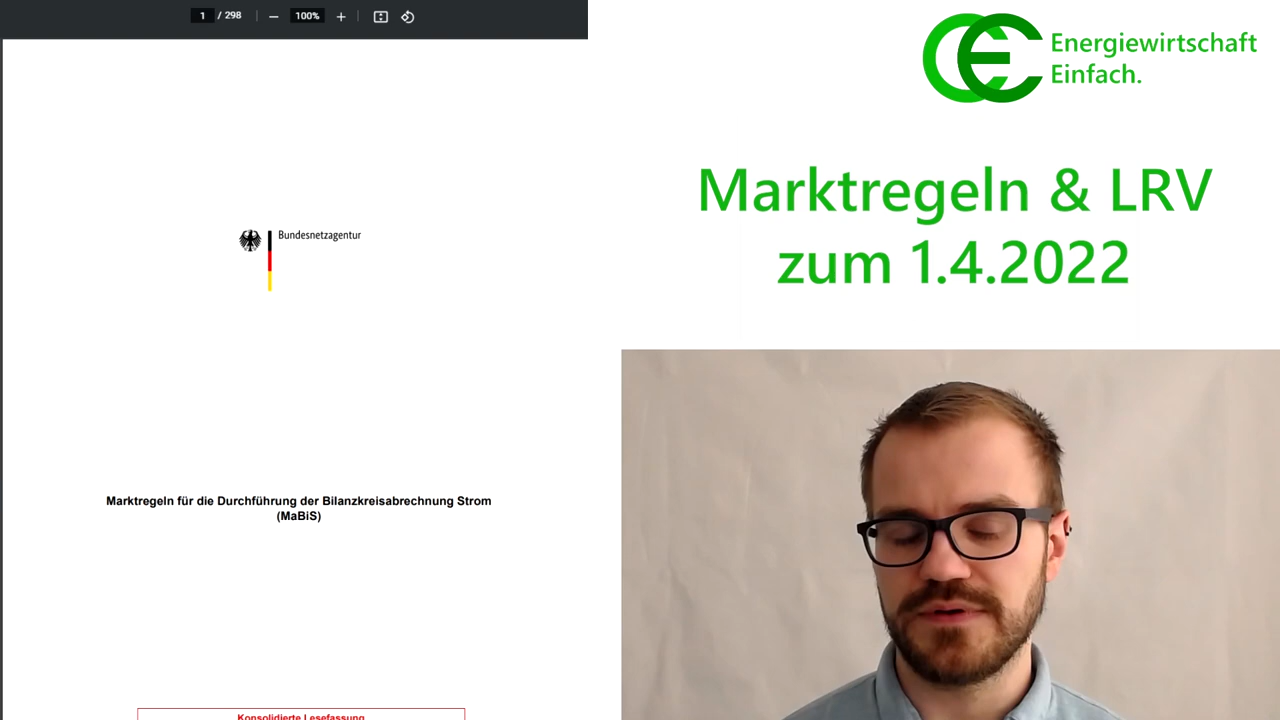 1 / 298 — 100% +
Bundesnetzagentur
Marktregeln für die Durchführung der Bilanzkreisabrechnung Strom
(MaBiS)
Konsolidierte Lesefassung
Energiewirtschaft
Einfach.
Marktregeln & LRV
zum 1.4.2022